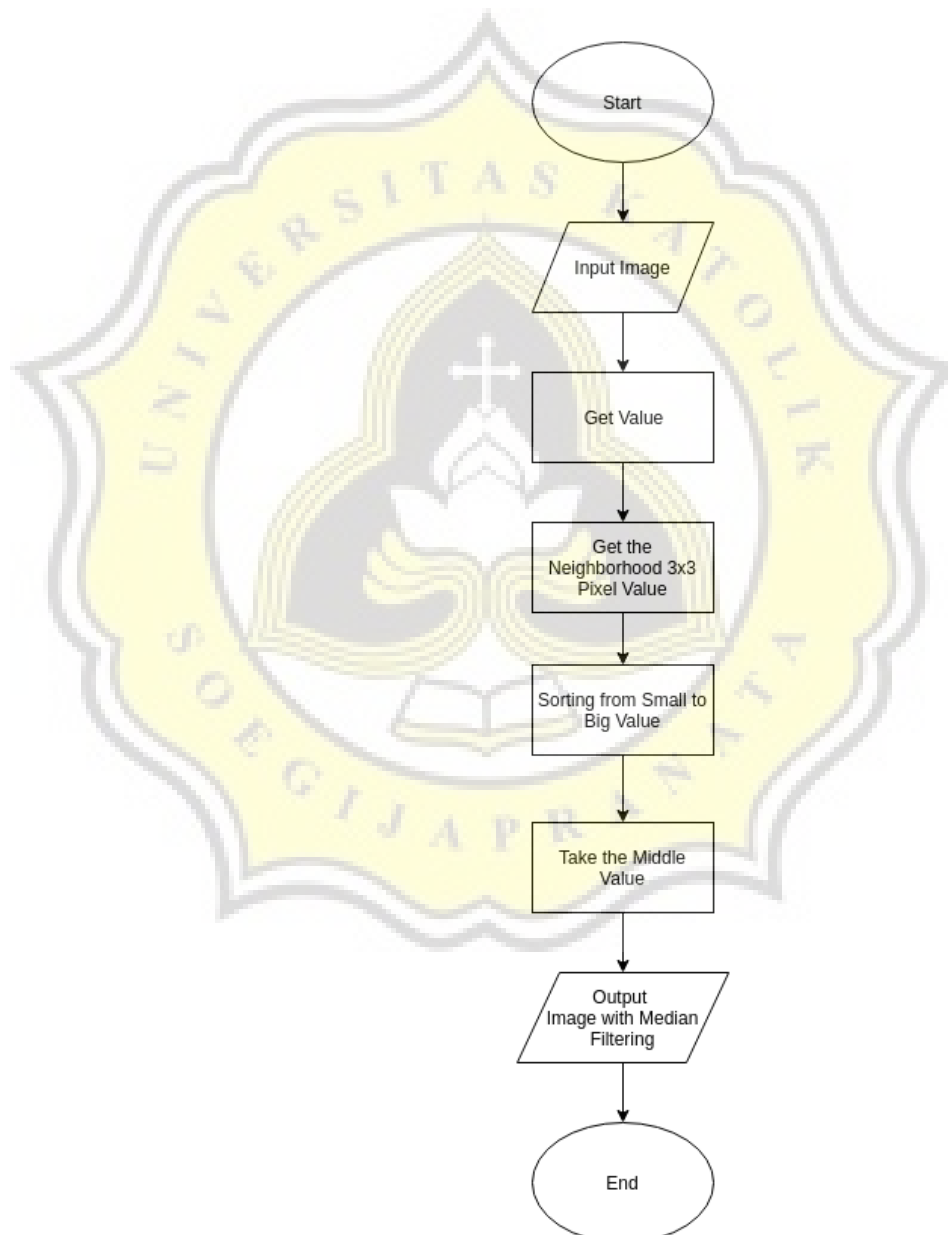 Start
UNIVERSITAS KATOLIK
Input Image
Get Value
Get the
Neighborhood 3x3
Pixel Value
Sorting from Small to
Big Value
SOEGIJAPRANATA
Take the Middle
Value
Output
Image with Median
Filtering
End